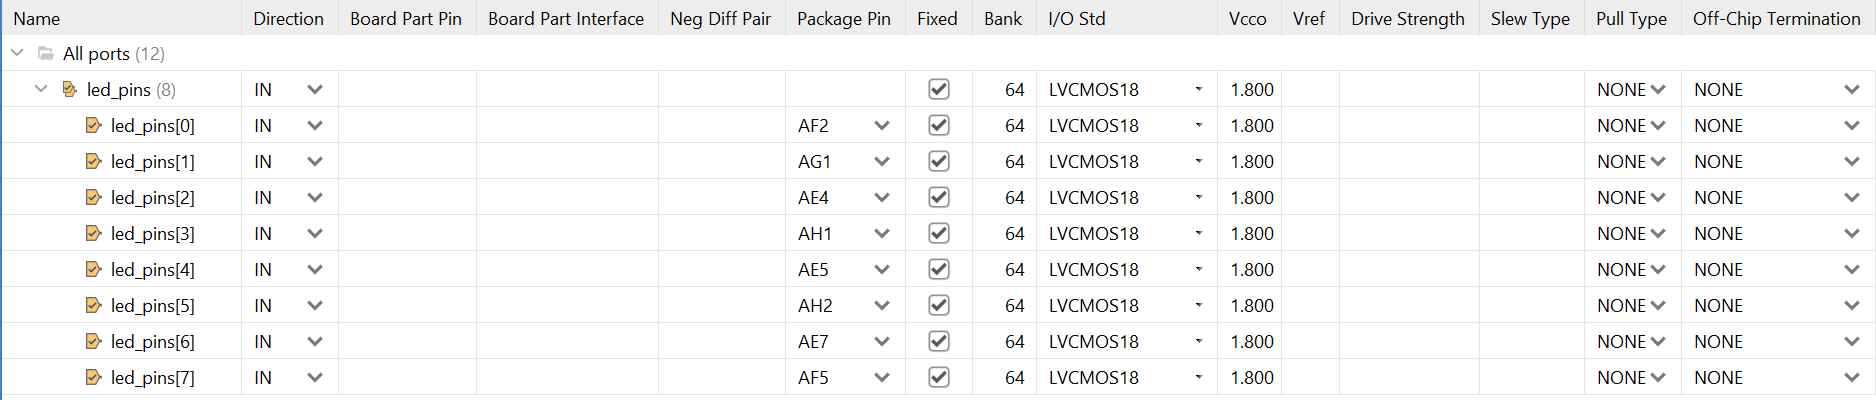 Name Direction Board Part Pin Board Part Interface Neg Diff Pair Package Pin Fixed Bank I/O Std Vcco Vref Drive Strength Slew Type Pull Type Off-Chip Termination
All ports (12)
led_pins (8) IN 64 LVCMOS18 1.800 NONE NONE
led_pins[0] IN AF2 64 LVCMOS18 1.800 NONE NONE
led_pins[1] IN AG1 64 LVCMOS18 1.800 NONE NONE
led_pins[2] IN AE4 64 LVCMOS18 1.800 NONE NONE
led_pins[3] IN AH1 64 LVCMOS18 1.800 NONE NONE
led_pins[4] IN AE5 64 LVCMOS18 1.800 NONE NONE
led_pins[5] IN AH2 64 LVCMOS18 1.800 NONE NONE
led_pins[6] IN AE7 64 LVCMOS18 1.800 NONE NONE
led_pins[7] IN AF5 64 LVCMOS18 1.800 NONE NONE